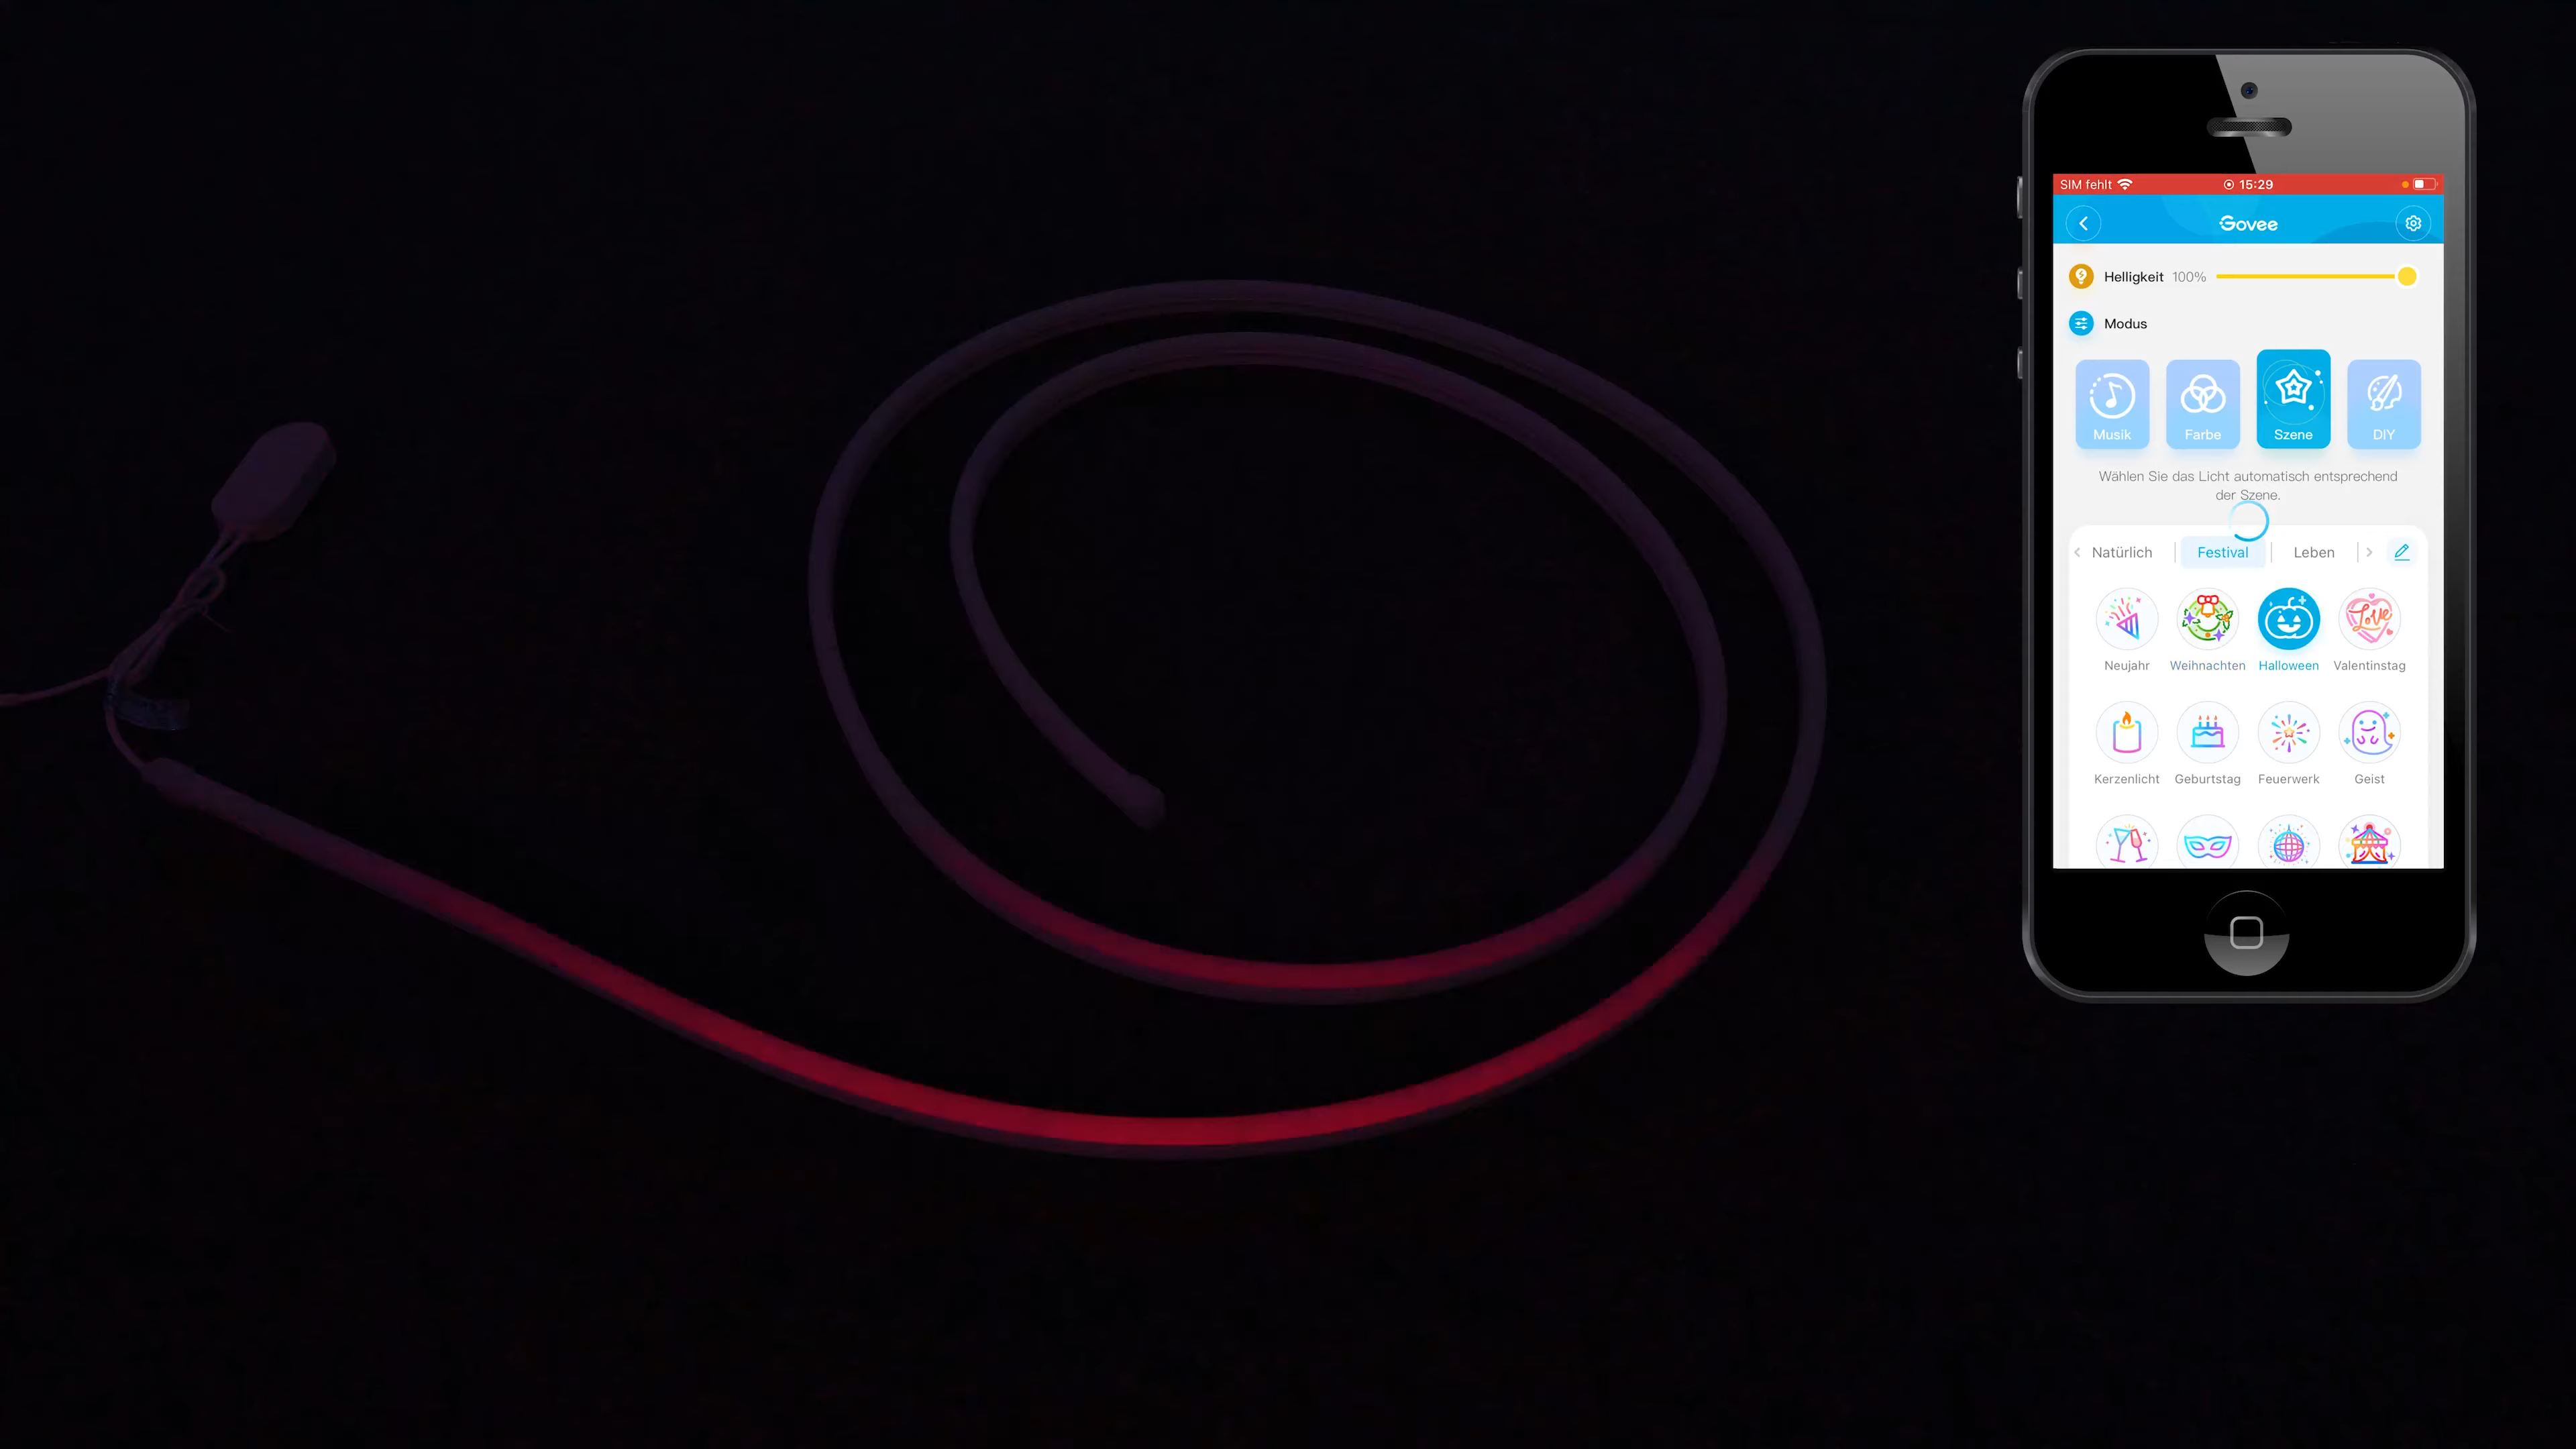 SIM fehlt 15:29
Govee
Helligkeit 100%
Modus
Musik Farbe Szene DIY
Wählen Sie das Licht automatisch entsprechend
der Szene.
Natürlich Festival Leben
Love
Neujahr Weihnachten Halloween Valentinstag
Kerzenlicht Geburtstag Feuerwerk Geist